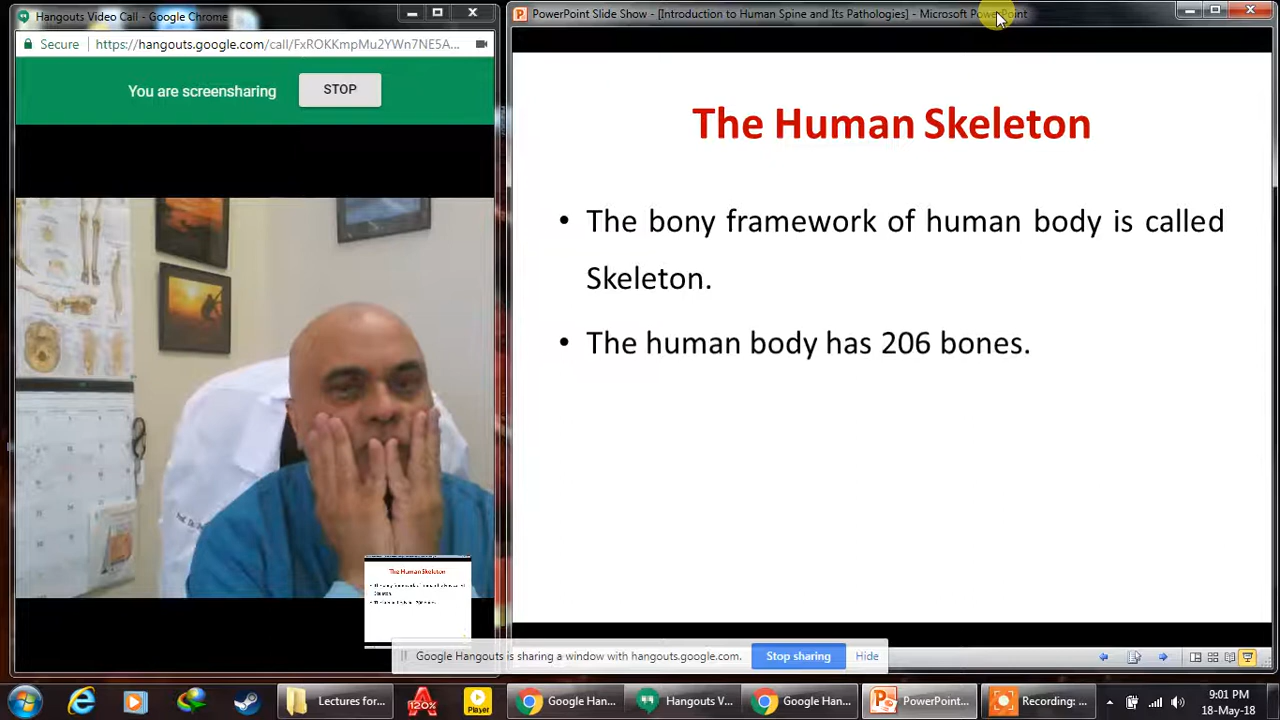 Hangouts Video Call - Google Chrome
Secure https://hangouts.google.com/call/FxROKKmpMu2YWn7NE5A...
You are screensharing STOP
PowerPoint Slide Show - [Introduction to Human Spine and Its Pathologies] - Microsoft PowerPoint
The Human Skeleton
• The bony framework of human body is called
Skeleton.
• The human body has 206 bones.
The Human Skeleton
Google Hangouts is sharing a window with hangouts.google.com. Stop sharing Hide
Lectures for...
120%
Player
Google Han...
Hangouts V...
Google Han...
PowerPoint...
Recording: ...
9:01 PM
18-May-18